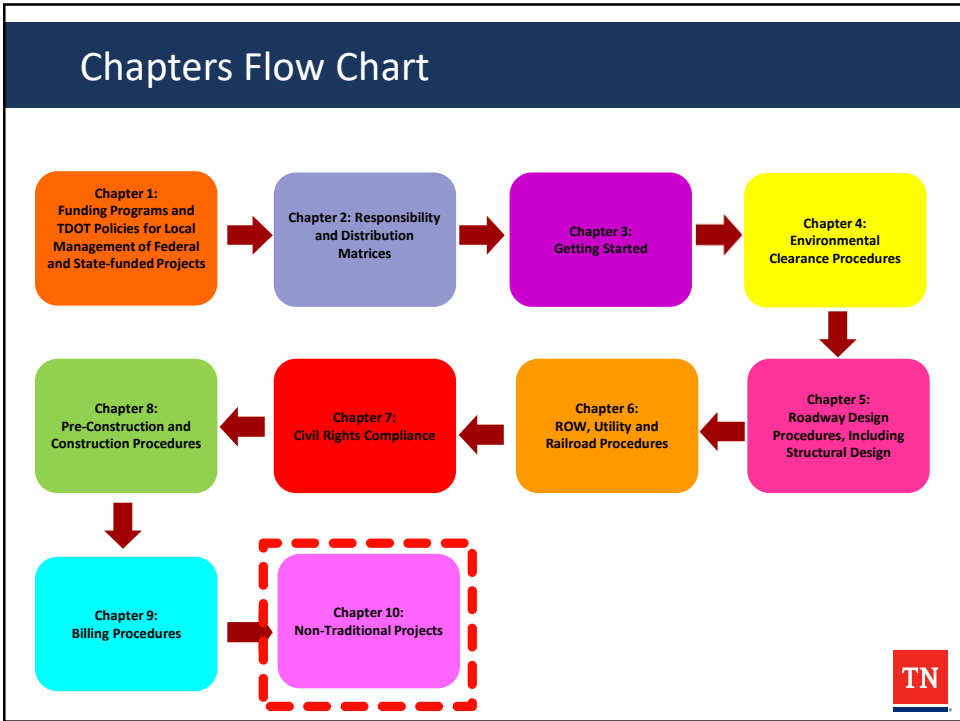 Chapters Flow Chart
Chapter 1:
Funding Programs and
TDOT Policies for Local
Management of Federal
and State-funded Projects
Chapter 2: Responsibility
and Distribution
Matrices
Chapter 3:
Getting Started
Chapter 4:
Environmental
Clearance Procedures
Chapter 5:
Roadway Design
Procedures, Including
Structural Design
Chapter 6:
ROW, Utility and
Railroad Procedures
Chapter 7:
Civil Rights Compliance
Chapter 8:
Pre-Construction and
Construction Procedures
Chapter 9:
Billing Procedures
Chapter 10:
Non-Traditional Projects
TN